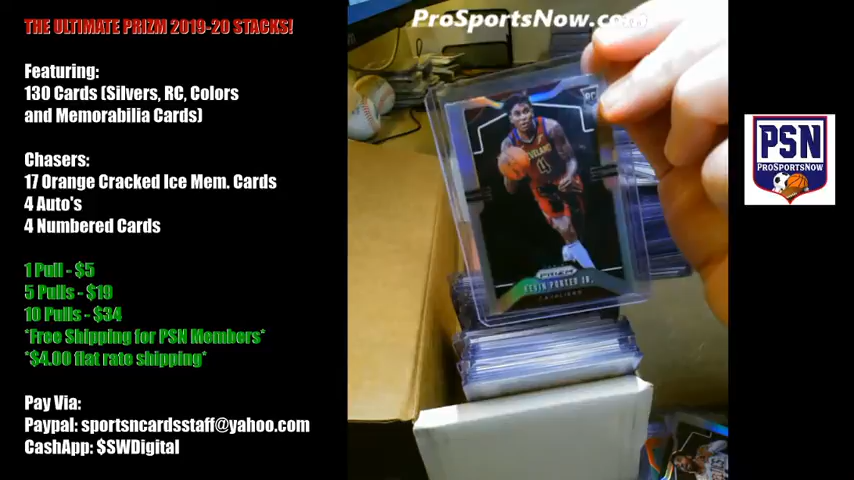 THE ULTIMATE PRIZM 2019-20 STACKS!
Featuring:
130 Cards (Silvers, RC, Colors
and Memorabilia Cards)
Chasers:
17 Orange Cracked Ice Mem. Cards
4 Auto's
4 Numbered Cards
1 Pull - $5
5 Pulls - $19
10 Pulls - $34
*Free Shipping for PSN Members*
*$4.00 flat rate shipping*
Pay Via:
Paypal: sportsncardsstaff@yahoo.com
CashApp: $SWDigital
ProSportsNow.com
RC
CLEVELAND
PRIZM
KEVIN PORTER JR.
CAVALIERS
PSN
PROSPORTSNOW